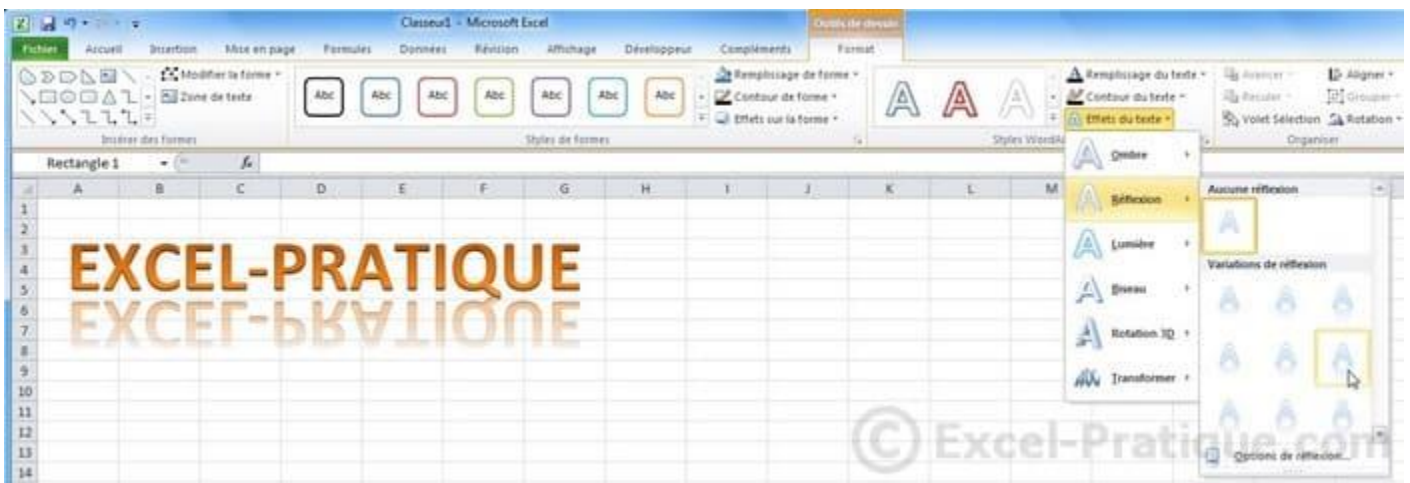 Classeur1 - Microsoft Excel
Outils de dessin
Fichier Accueil Insertion Mise en page Formules Données Révision Affichage Développeur Compléments Format
Modifier la forme
Zone de texte
Insérer des formes
Abc Abc Abc Abc Abc Abc Abc
Styles de formes
Remplissage de forme
Contour de forme
Effets sur la forme
A A A
Styles WordA
Remplissage du texte
Contour du texte
Effets du texte
Avancer
Reculer
Volet Sélection
Aligner
Grouper
Rotation
Organiser
Rectangle 1
fx
A B C D E F G H I J K L M
1
2
3
4
5
6
7
8
9
10
11
12
13
14
EXCEL-PRATIQUE
Ombre
Réflexion
Lumière
Biseau
Rotation 3D
Transformer
Aucune réflexion
Variations de réflexion
Options de réflexion...
© Excel-Pratique.com